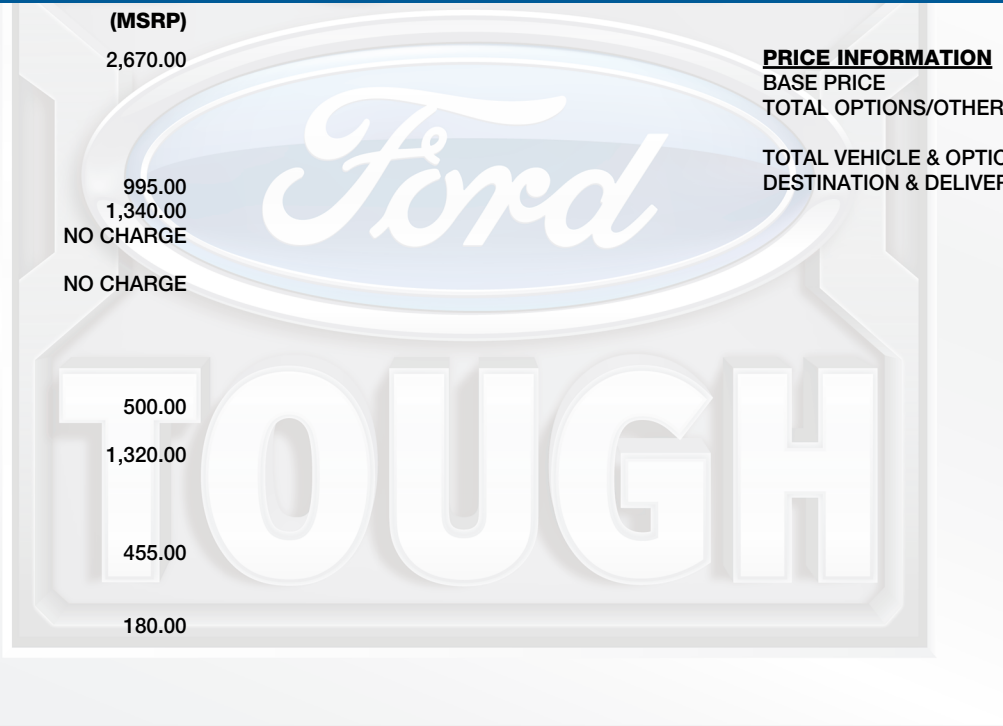 (MSRP)
2,670.00
995.00
1,340.00
NO CHARGE
NO CHARGE
500.00
1,320.00
455.00
180.00
PRICE INFORMATION
BASE PRICE
TOTAL OPTIONS/OTHER
TOTAL VEHICLE & OPTIO
DESTINATION & DELIVER
Ford
TOUGH